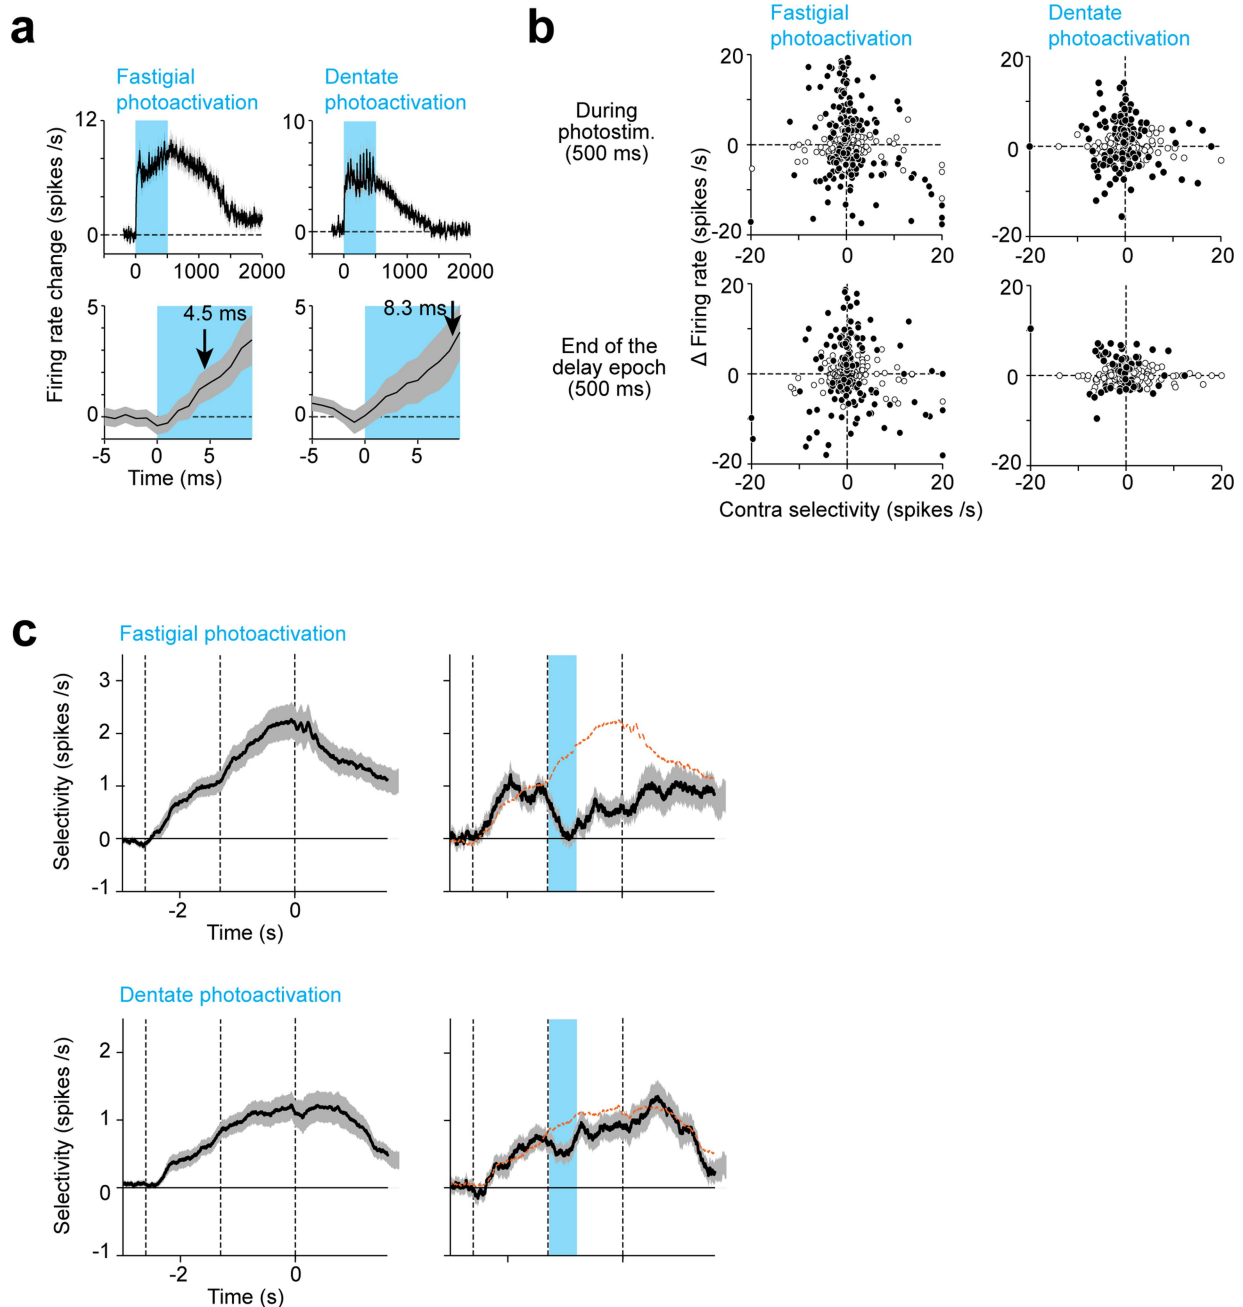 a
Fastigial
photoactivation
Dentate
photoactivation
Firing rate change (spikes /s)
12
0
0 1000 2000
10
0
0 1000 2000
5
0
4.5 ms
-5 0 5
5
0
8.3 ms
-5 0 5
Time (ms)
b
Fastigial
photoactivation
Dentate
photoactivation
During
photostim.
(500 ms)
End of the
delay epoch
(500 ms)
Δ Firing rate (spikes /s)
20
0
-20
-20 0 20
20
0
-20
-20 0 20
20
0
-20
-20 0 20
20
0
-20
-20 0 20
Contra selectivity (spikes /s)
c
Fastigial photoactivation
Selectivity (spikes /s)
3
2
1
0
-1
-2 0
Time (s)
Dentate photoactivation
Selectivity (spikes /s)
2
1
0
-1
-2 0
Time (s)